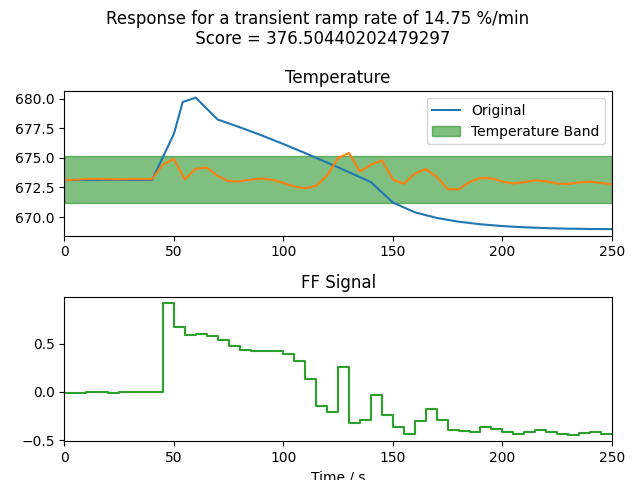 Response for a transient ramp rate of 14.75 %/min
Score = 376.50440202479297
Temperature
680.0
677.5
675.0
672.5
670.0
Original
Temperature Band
0
50
100
150
200
250
FF Signal
0.5
0.0
−0.5
0
50
100
150
200
250
Time / s